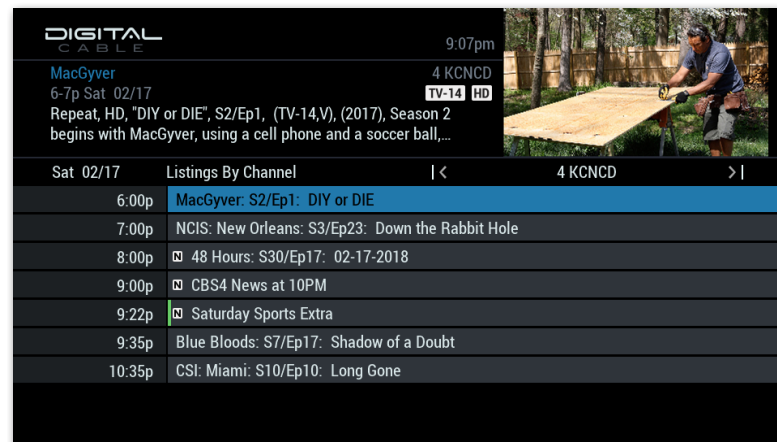 DIGITAL
CABLE
9:07pm
MacGyver
4 KCNCD
6-7p Sat 02/17
TV-14 HD
Repeat, HD, "DIY or DIE", S2/Ep1, (TV-14,V), (2017), Season 2
begins with MacGyver, using a cell phone and a soccer ball,...
Sat 02/17 Listings By Channel |< 4 KCNCD >|
6:00p MacGyver: S2/Ep1: DIY or DIE
7:00p NCIS: New Orleans: S3/Ep23: Down the Rabbit Hole
8:00p N 48 Hours: S30/Ep17: 02-17-2018
9:00p N CBS4 News at 10PM
9:22p N Saturday Sports Extra
9:35p Blue Bloods: S7/Ep17: Shadow of a Doubt
10:35p CSI: Miami: S10/Ep10: Long Gone